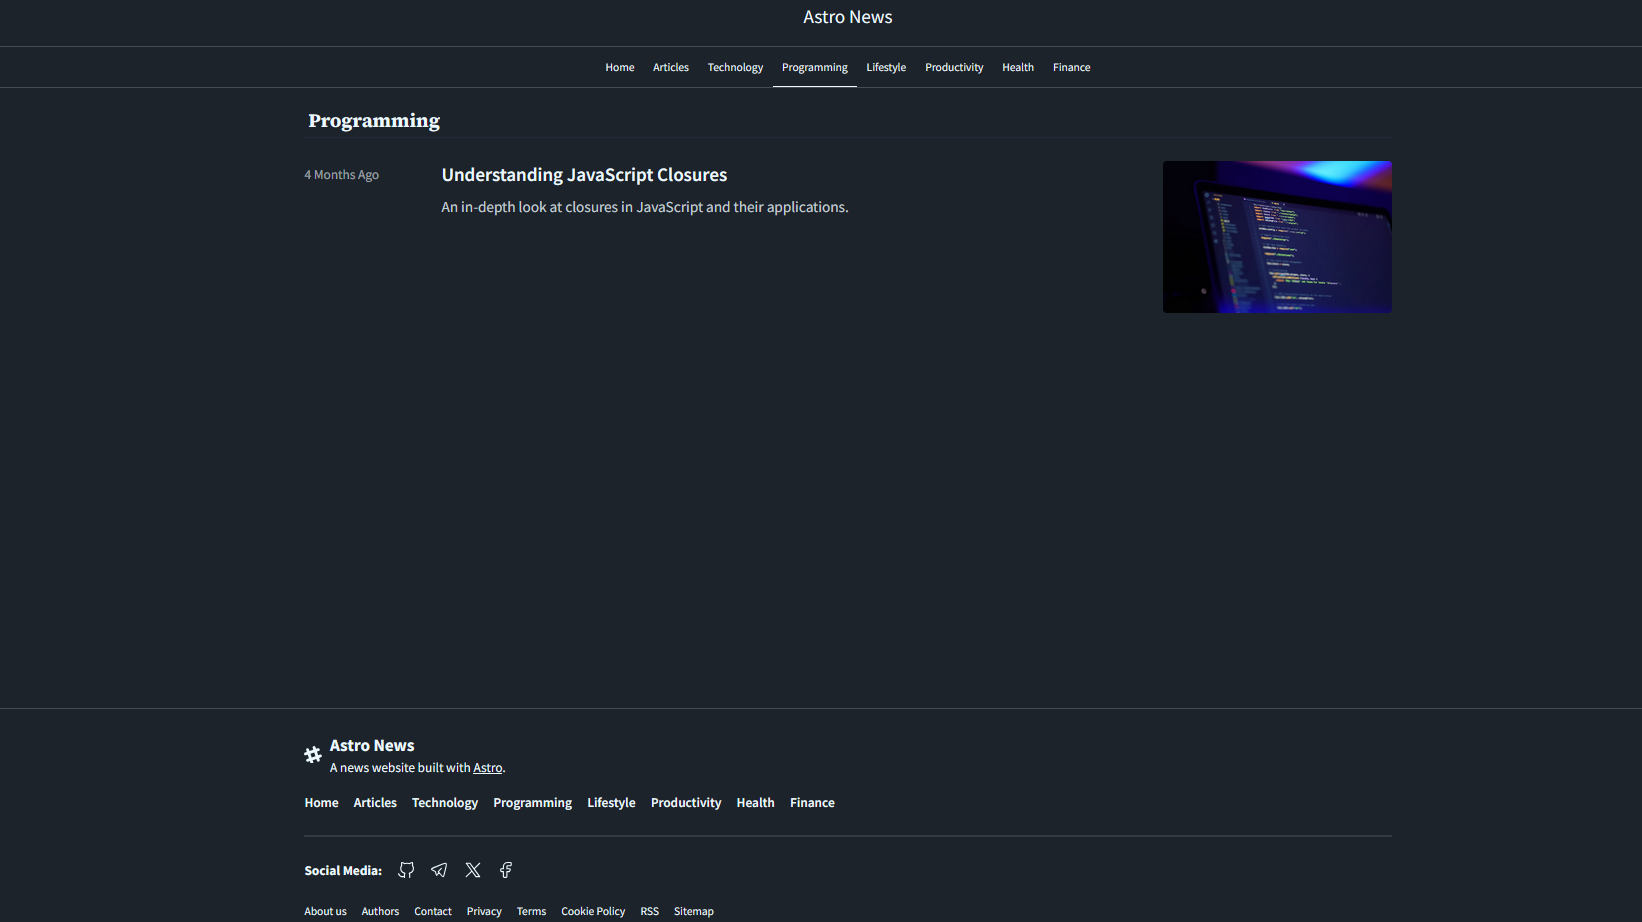 Astro News
Home Articles Technology Programming Lifestyle Productivity Health Finance
Programming
4 Months Ago
Understanding JavaScript Closures
An in-depth look at closures in JavaScript and their applications.
Astro News
A news website built with Astro.
Home Articles Technology Programming Lifestyle Productivity Health Finance
Social Media:
About us Authors Contact Privacy Terms Cookie Policy RSS Sitemap